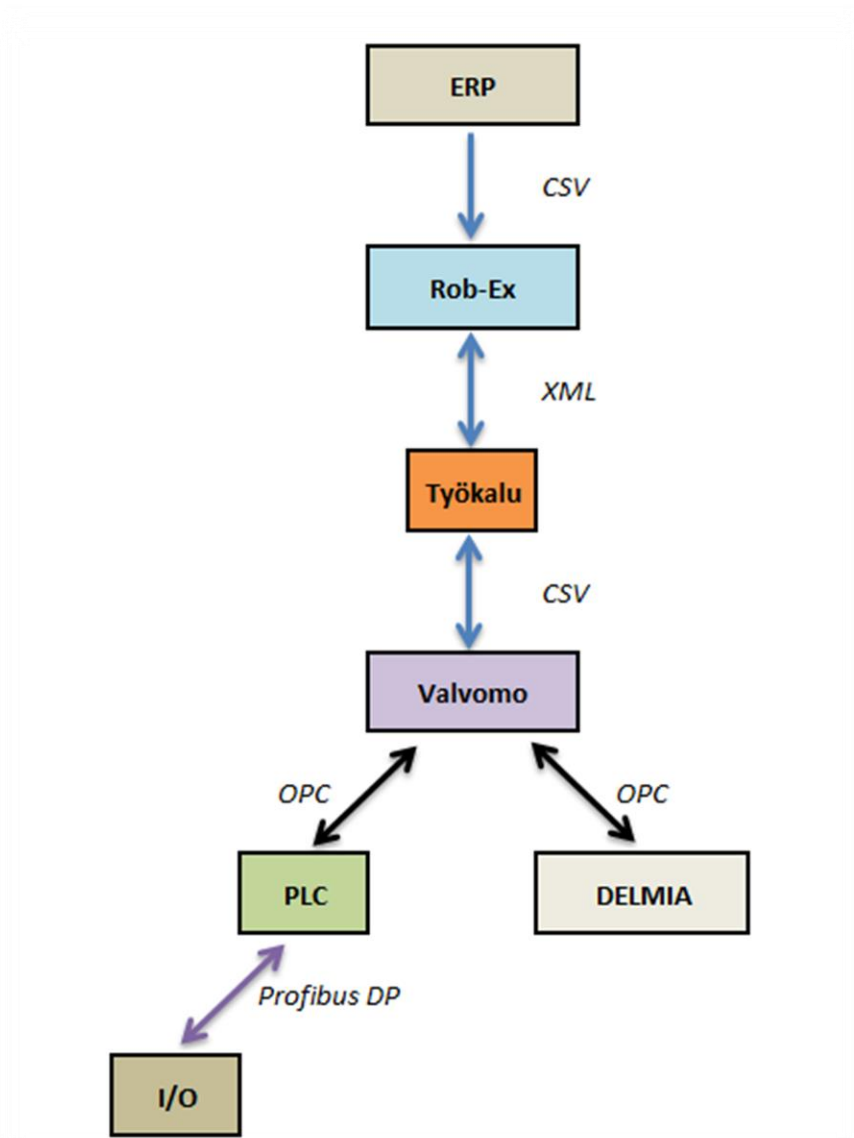 ERP
CSV
Rob-Ex
XML
Työkalu
CSV
Valvomo
OPC
OPC
PLC
DELMIA
Profibus DP
I/O